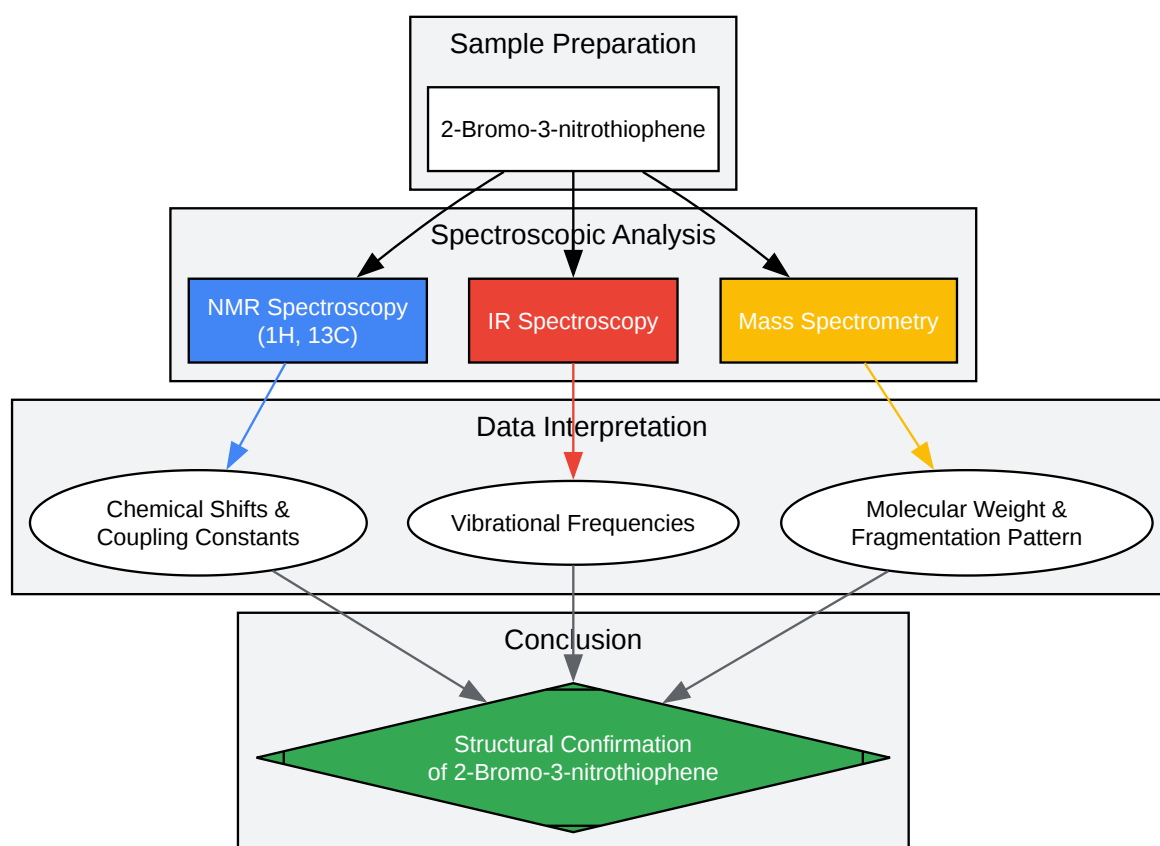 Sample Preparation
2-Bromo-3-nitrothiophene
Spectroscopic Analysis
NMR Spectroscopy
(1H, 13C)
IR Spectroscopy
Mass Spectrometry
Data Interpretation
Chemical Shifts &
Coupling Constants
Vibrational Frequencies
Molecular Weight &
Fragmentation Pattern
Conclusion
Structural Confirmation
of 2-Bromo-3-nitrothiophene